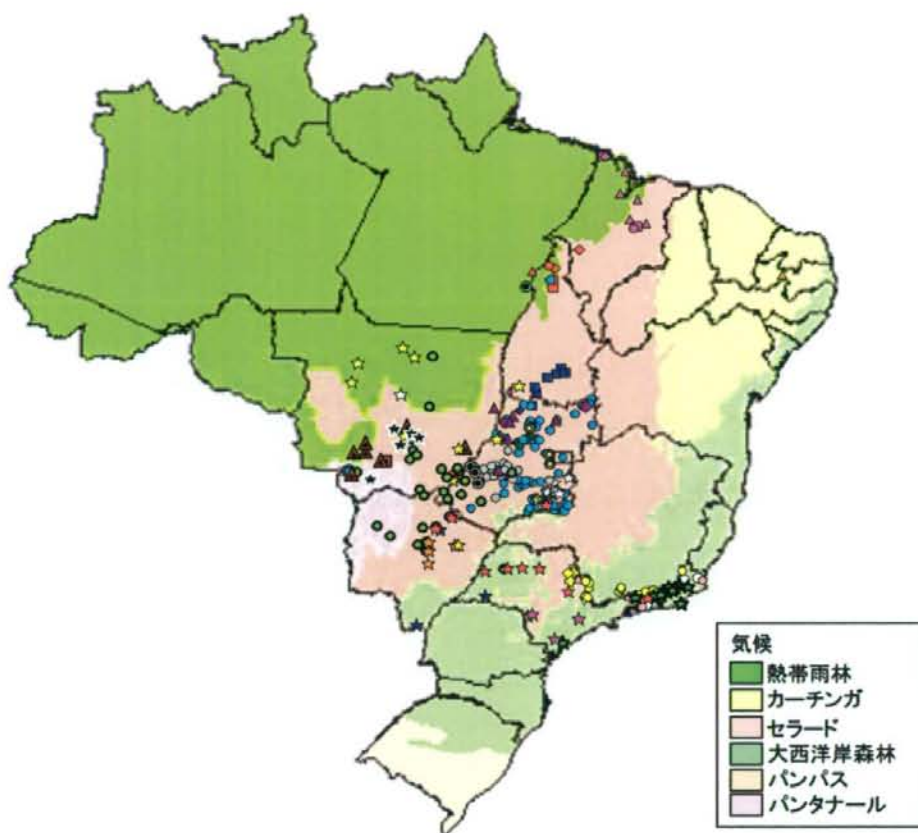 気候
熱帯雨林
カーチンガ
セラード
大西洋岸森林
パンパス
パンタナール